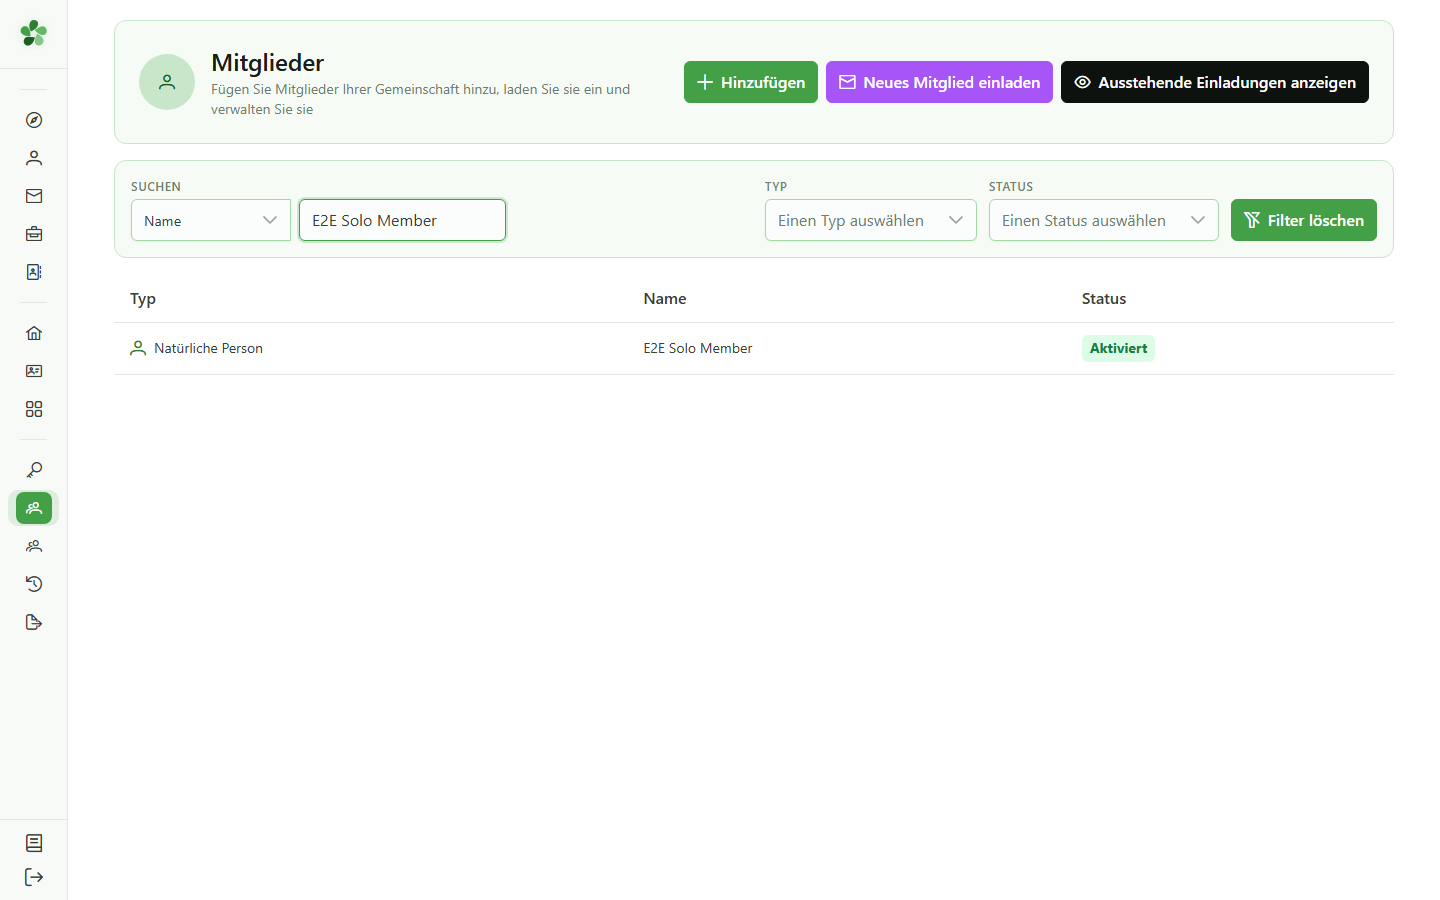 Mitglieder
Fügen Sie Mitglieder Ihrer Gemeinschaft hinzu, laden Sie sie ein und
verwalten Sie sie
Hinzufügen
Neues Mitglied einladen
Ausstehende Einladungen anzeigen
SUCHEN
Name
E2E Solo Member
TYP
Einen Typ auswählen
STATUS
Einen Status auswählen
Filter löschen
Typ Name Status
Natürliche Person E2E Solo Member Aktiviert